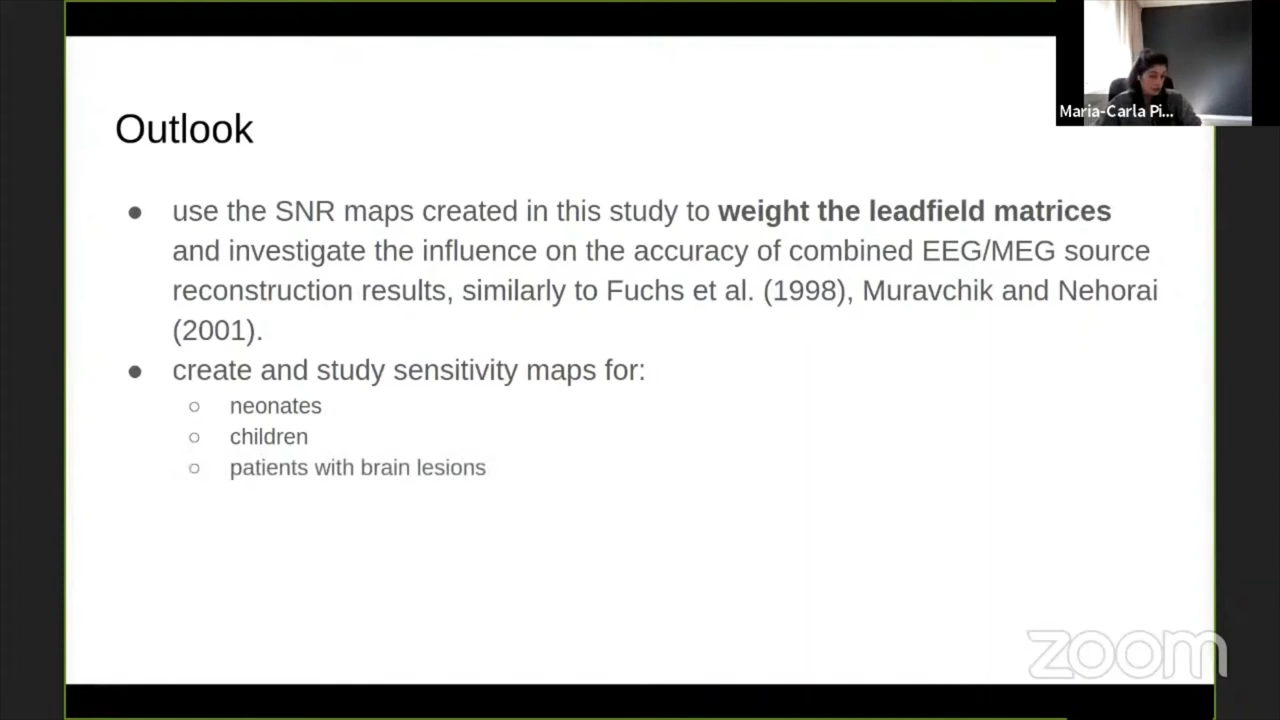 Maria-Carla Pi...
Outlook
● use the SNR maps created in this study to weight the leadfield matrices
and investigate the influence on the accuracy of combined EEG/MEG source
reconstruction results, similarly to Fuchs et al. (1998), Muravchik and Nehorai
(2001).
● create and study sensitivity maps for:
○ neonates
○ children
○ patients with brain lesions
zoom